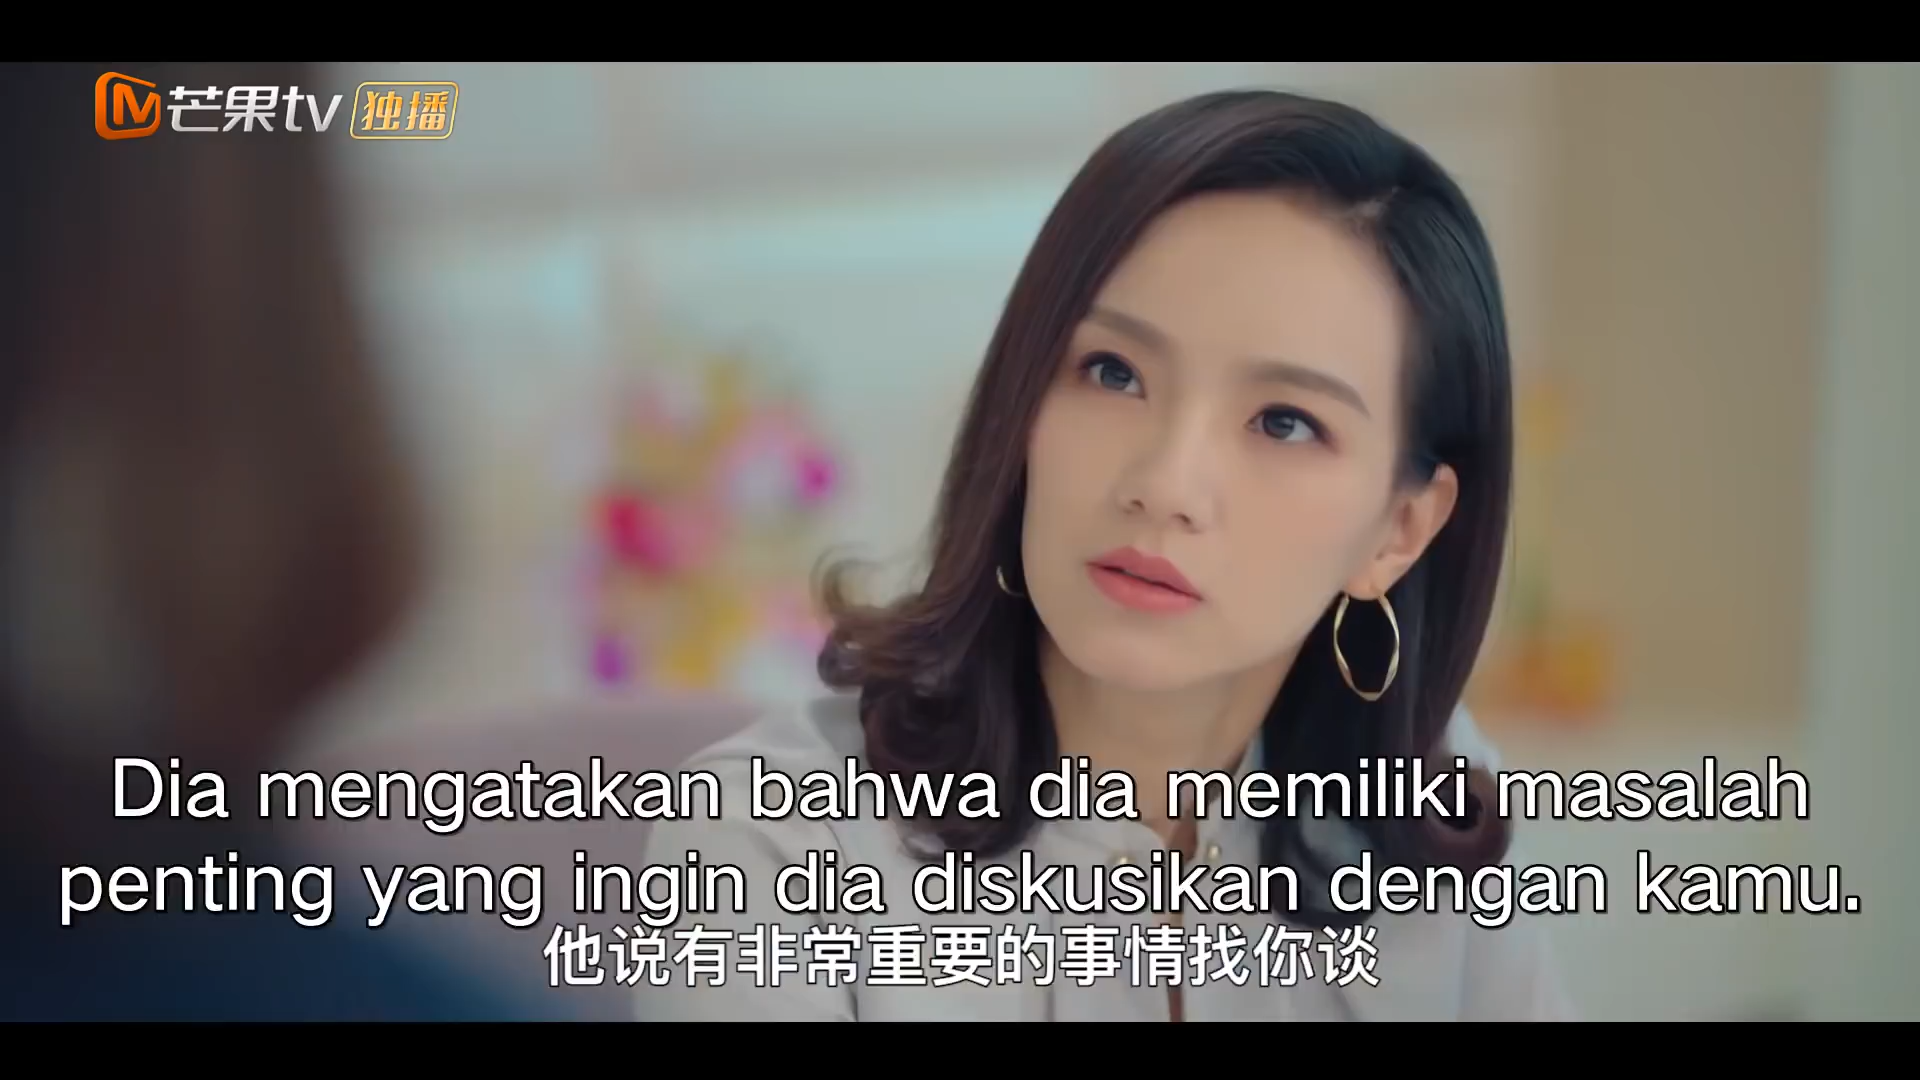 芒果tv 独播
Dia mengatakan bahwa dia memiliki masalah
penting yang ingin dia diskusikan dengan kamu.
他说有非常重要的事情找你谈